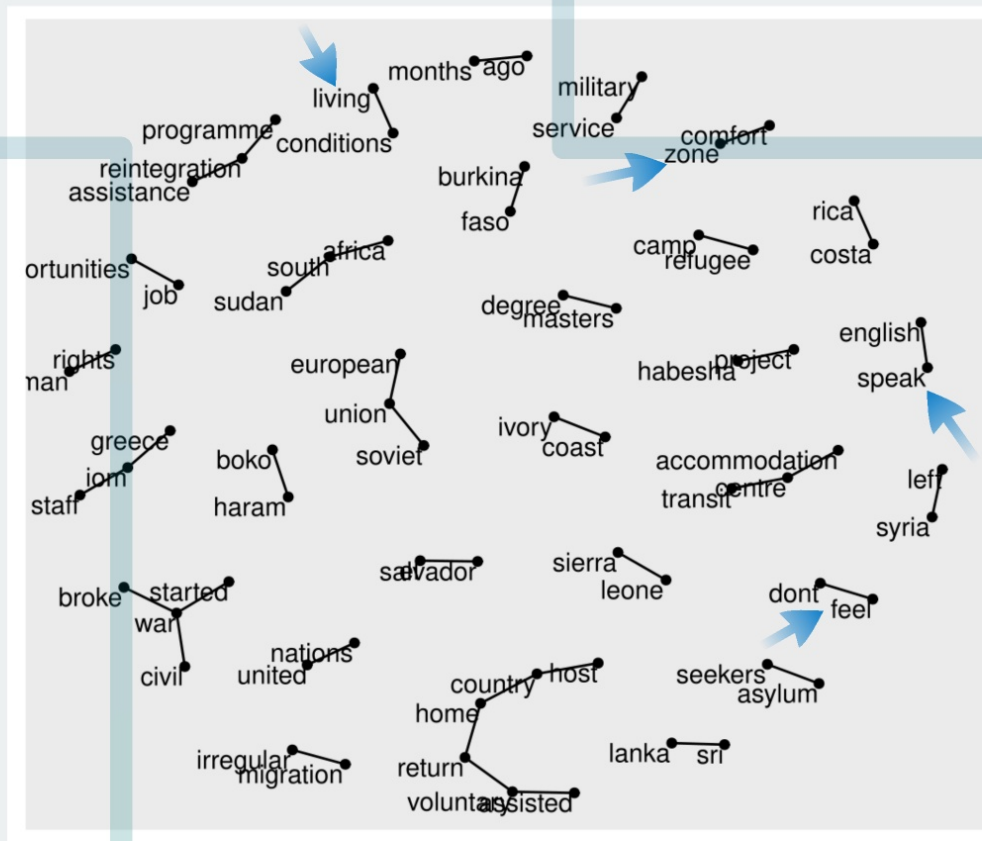 months ago
military
living
service
programme
conditions
comfort
zone
reintegration
assistance
burkina
rica
faso
camp
africa
costa
refugee
south
ortunities
job
sudan
degree
masters
english
rights
man
european
project
habesha
speak
union
ivory
greece
coast
soviet
boko
accommodation
iom
left
centre
transit
staff
haram
syria
sierra
salvador
leone
started
dont
broke
feel
war
nations
civil
united
host
seekers
country
asylum
home
irregular
lanka sri
return
migration
voluntary
assisted